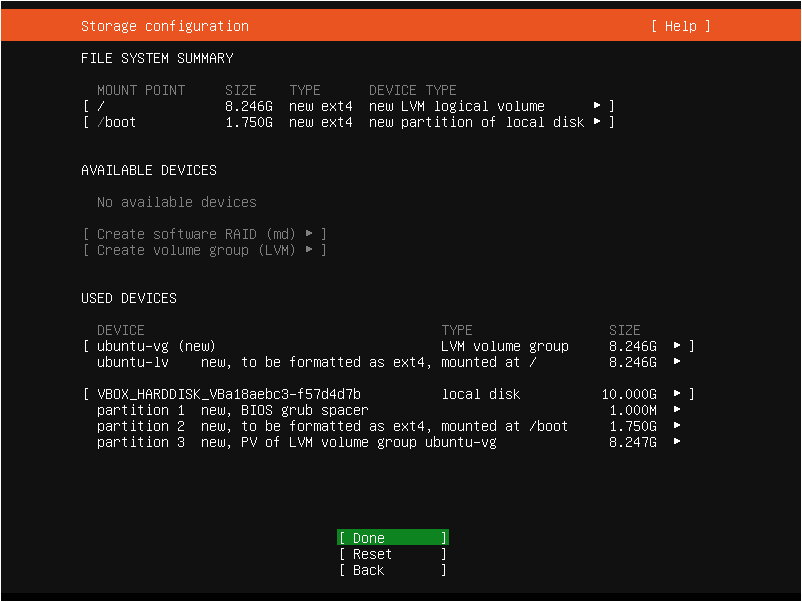 Storage configuration [ Help ]
FILE SYSTEM SUMMARY
MOUNT POINT SIZE TYPE DEVICE TYPE
[ / 8.246G new ext4 new LVM logical volume ▸ ]
[ /boot 1.750G new ext4 new partition of local disk ▸ ]
AVAILABLE DEVICES
No available devices
[ Create software RAID (md) ▸ ]
[ Create volume group (LVM) ▸ ]
USED DEVICES
DEVICE TYPE SIZE
[ ubuntu-vg (new) LVM volume group 8.246G ▸ ]
ubuntu-lv new, to be formatted as ext4, mounted at / 8.246G ▸
[ VBOX_HARDDISK_VBa18aebc3-f57d4d7b local disk 10.000G ▸ ]
partition 1 new, BIOS grub spacer 1.000M ▸
partition 2 new, to be formatted as ext4, mounted at /boot 1.750G ▸
partition 3 new, PV of LVM volume group ubuntu-vg 8.247G ▸
[ Done ]
[ Reset ]
[ Back ]